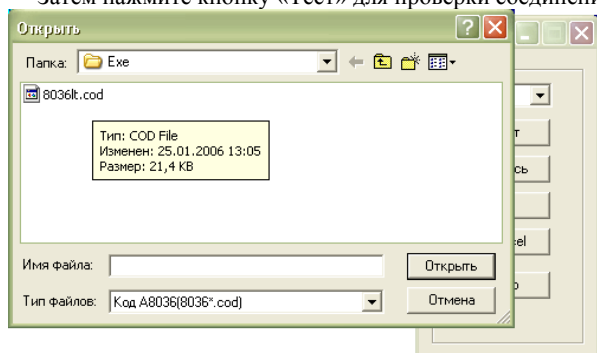 Затем нажмите кнопку «Тест» для проверки соединени
Открыть
Папка: Exe
8036lt.cod
Тип: COD File
Изменен: 25.01.2006 13:05
Размер: 21,4 KB
Имя файла:
Открыть
Тип файлов: Код A8036(8036*.cod)
Отмена